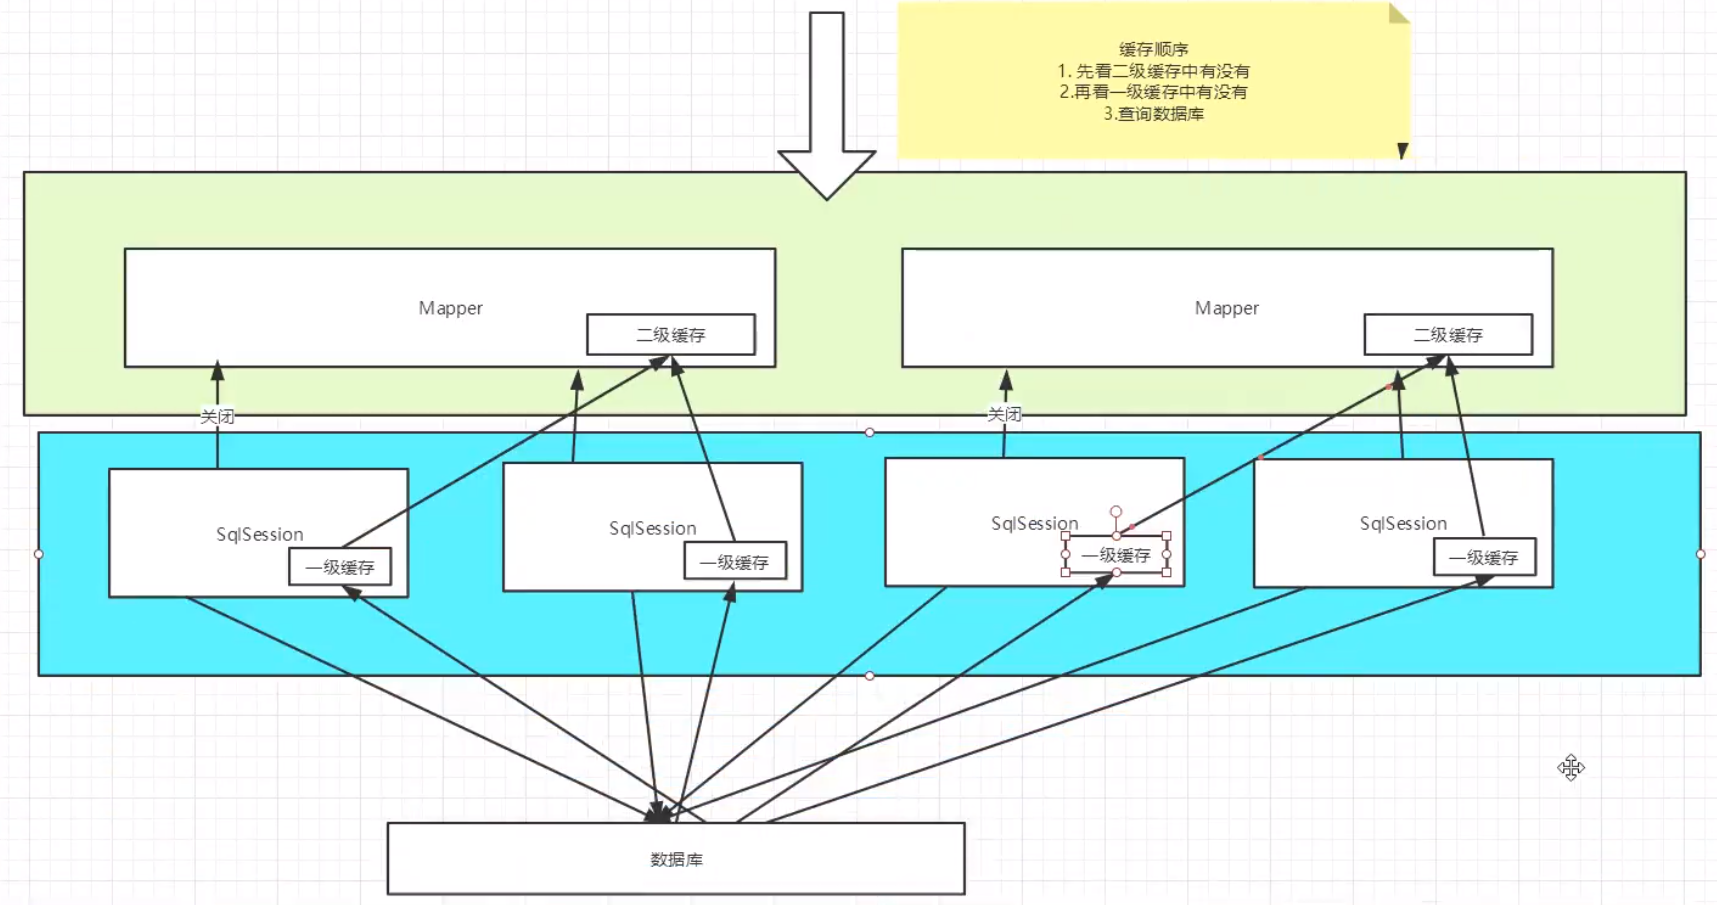 缓存顺序
1. 先看二级缓存中有没有
2.再看一级缓存中有没有
3.查询数据库
Mapper
二级缓存
Mapper
二级缓存
关闭
关闭
SqlSession
一级缓存
SqlSession
一级缓存
SqlSession
一级缓存
SqlSession
一级缓存
数据库